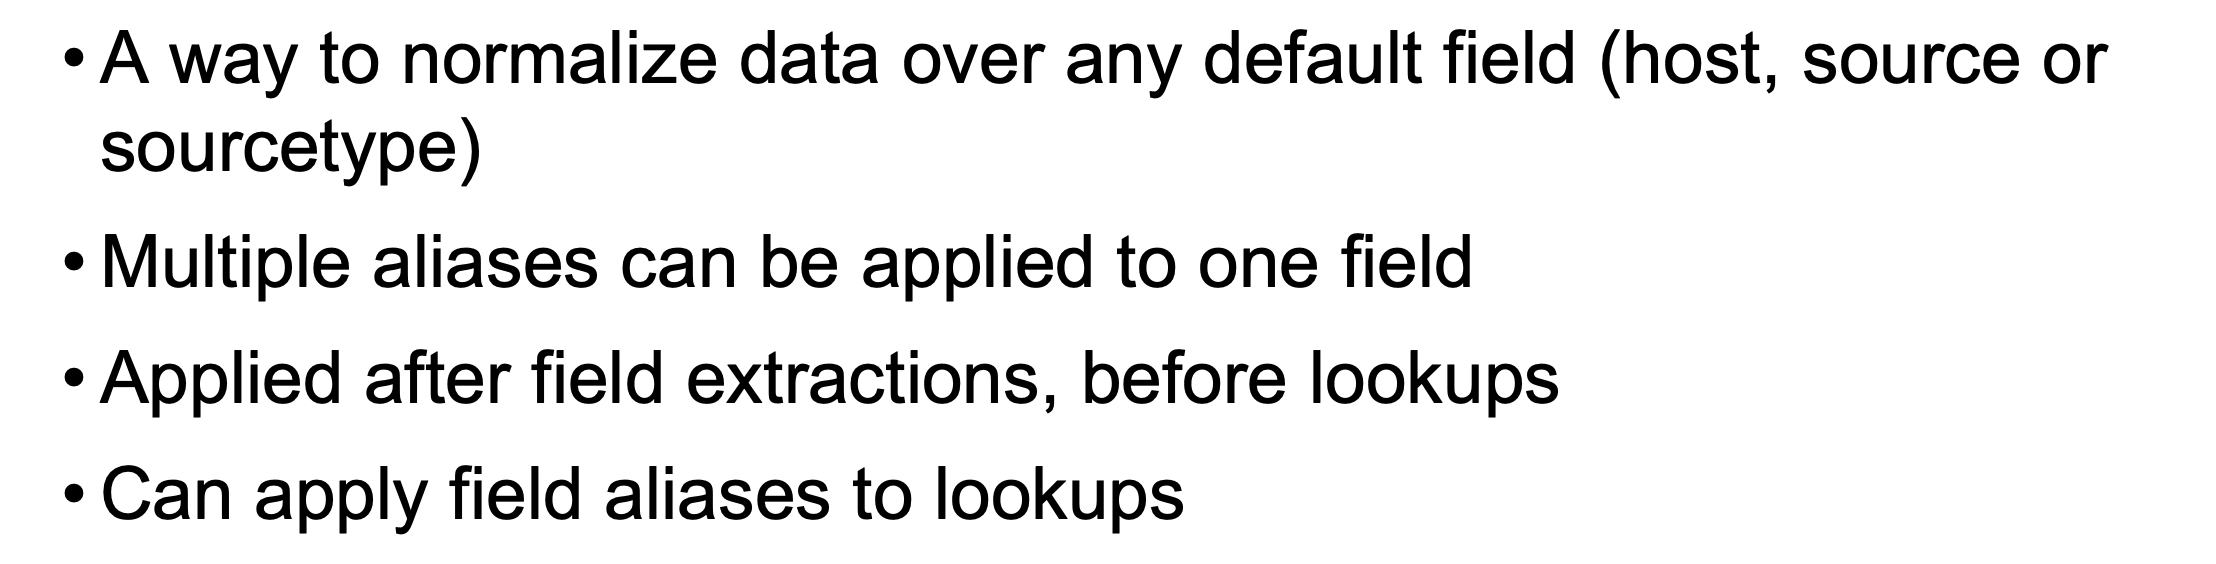 • A way to normalize data over any default field (host, source or
sourcetype)
• Multiple aliases can be applied to one field
• Applied after field extractions, before lookups
• Can apply field aliases to lookups